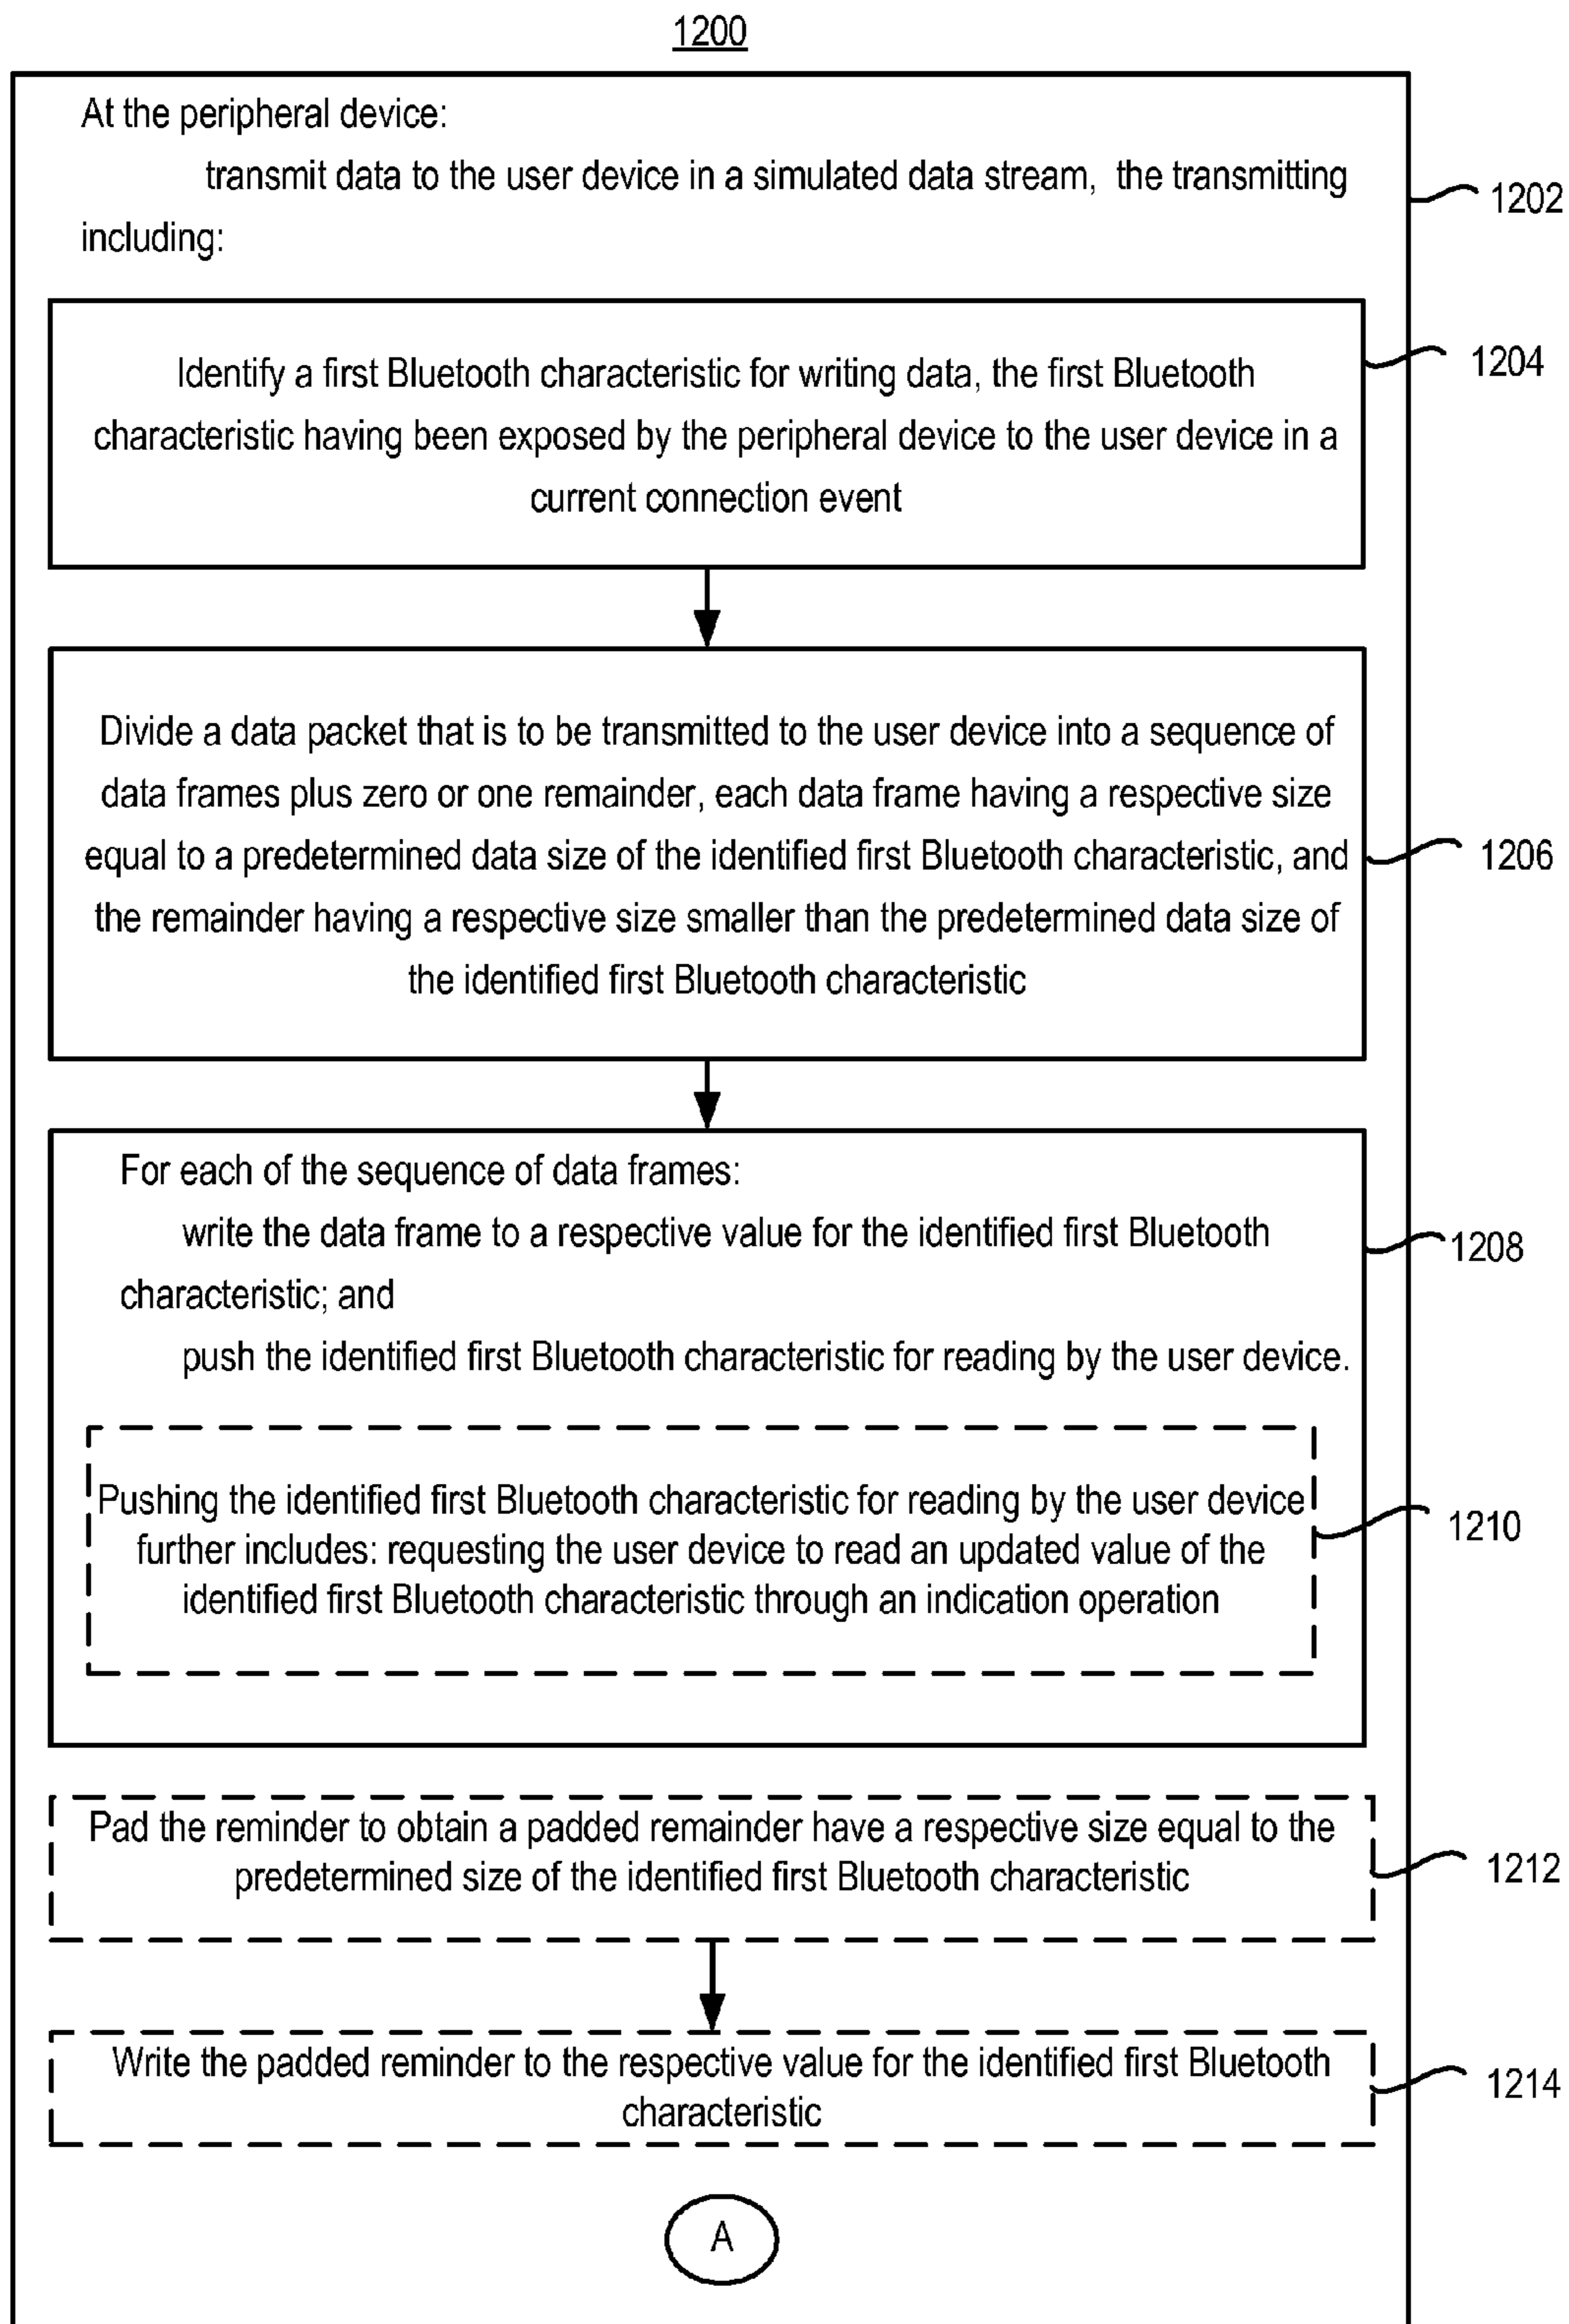 1200
At the peripheral device:
transmit data to the user device in a simulated data stream, the transmitting
including:
1202
Identify a first Bluetooth characteristic for writing data, the first Bluetooth
characteristic having been exposed by the peripheral device to the user device in a
current connection event
1204
Divide a data packet that is to be transmitted to the user device into a sequence of
data frames plus zero or one remainder, each data frame having a respective size
equal to a predetermined data size of the identified first Bluetooth characteristic, and
the remainder having a respective size smaller than the predetermined data size of
the identified first Bluetooth characteristic
1206
For each of the sequence of data frames:
write the data frame to a respective value for the identified first Bluetooth
characteristic; and
push the identified first Bluetooth characteristic for reading by the user device.
1208
Pushing the identified first Bluetooth characteristic for reading by the user device
further includes: requesting the user device to read an updated value of the
identified first Bluetooth characteristic through an indication operation
1210
Pad the reminder to obtain a padded remainder have a respective size equal to the
predetermined size of the identified first Bluetooth characteristic
1212
Write the padded reminder to the respective value for the identified first Bluetooth
characteristic
1214
A